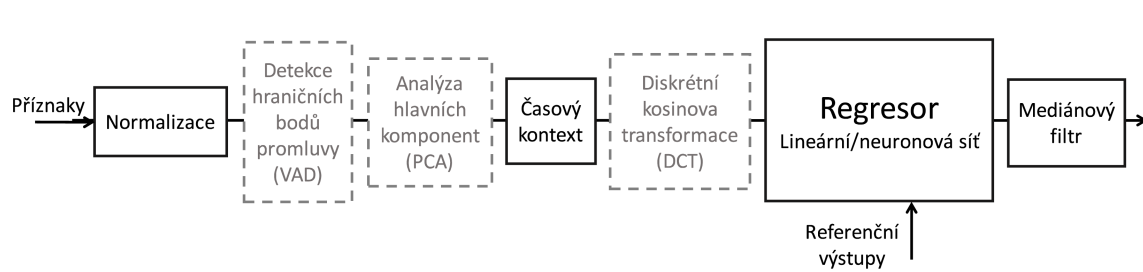 Příznaky
Normalizace
Detekce
hraničních
bodů
promluvy
(VAD)
Analýza
hlavních
komponent
(PCA)
Časový
kontext
Diskrétní
kosinova
transformace
(DCT)
Regresor
Lineární/neuronová síť
Mediánový
filtr
Referenční
výstupy